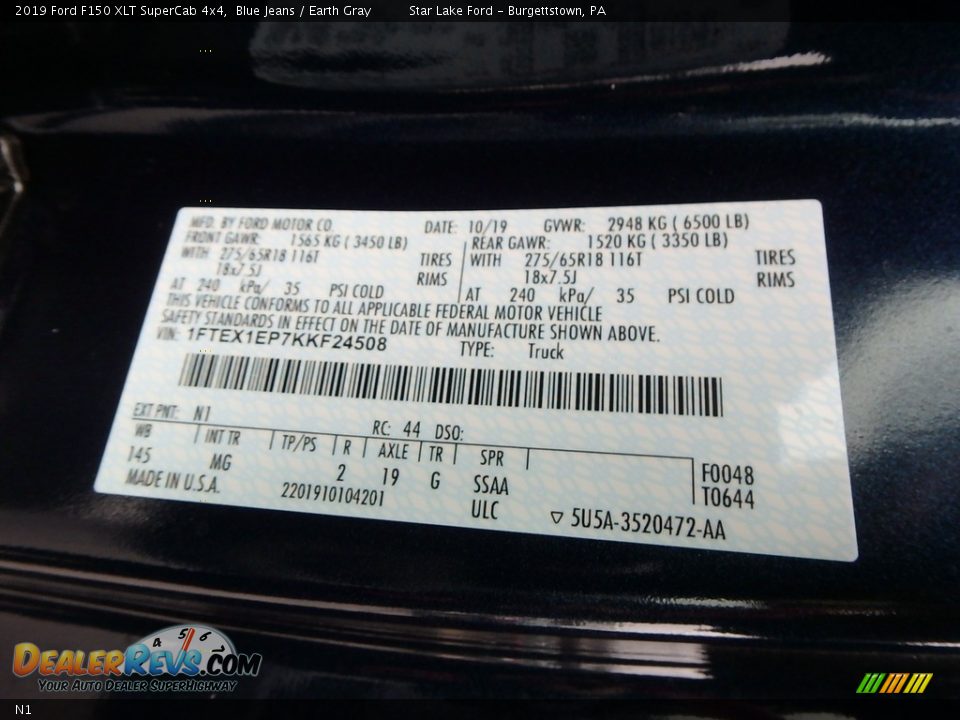 2019 Ford F150 XLT SuperCab 4x4,  Blue Jeans / Earth Gray     Star Lake Ford - Burgettstown, PA
MFD. BY FORD MOTOR CO.   DATE: 10/19   GVWR: 2948 KG ( 6500 LB)
FRONT GAWR: 1565 KG ( 3450 LB)   REAR GAWR: 1520 KG ( 3350 LB)
WITH 275/65R18 116T TIRES   WITH 275/65R18 116T TIRES
18x7.5J RIMS   18x7.5J RIMS
AT 240 kPa/ 35 PSI COLD   AT 240 kPa/ 35 PSI COLD
THIS VEHICLE CONFORMS TO ALL APPLICABLE FEDERAL MOTOR VEHICLE
SAFETY STANDARDS IN EFFECT ON THE DATE OF MANUFACTURE SHOWN ABOVE.
VIN: 1FTEX1EP7KKF24508   TYPE: Truck
EXT PNT: N1   RC: 44 DSO:
WB   INT TR   TP/PS   R   AXLE   TR   SPR
145   MG   2   19   G   SSAA   F0048
T0644
MADE IN U.S.A.   2201910104201   ULC   ▽ 5U5A-3520472-AA
4 5 6
DEALERREVS.COM
YOUR AUTO DEALER SUPERHIGHWAY
N1